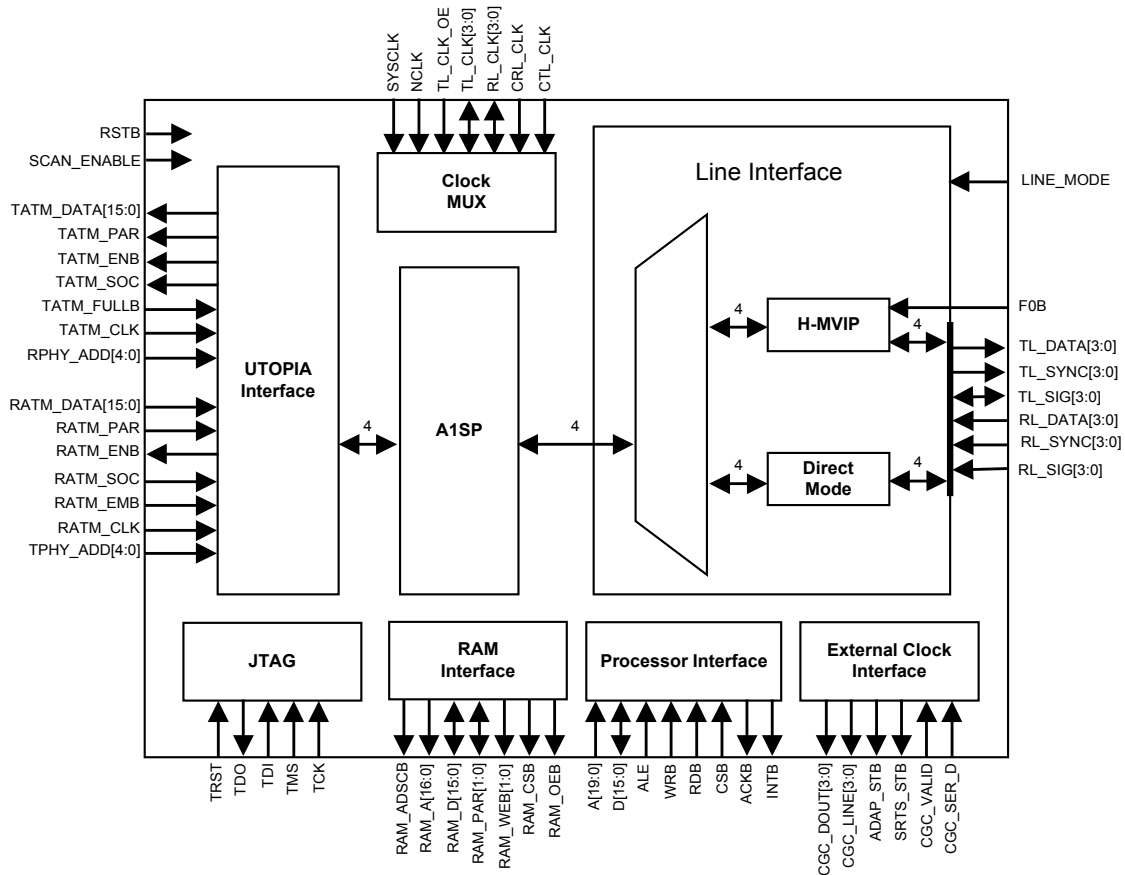 SYSCLK
NCLK
TL_CLK_OE
TL_CLK[3:0]
RL_CLK[3:0]
CRL_CLK
CTL_CLK
RSTB
SCAN_ENABLE
TATM_DATA[15:0]
TATM_PAR
TATM_ENB
TATM_SOC
TATM_FULLB
TATM_CLK
RPHY_ADD[4:0]
RATM_DATA[15:0]
RATM_PAR
RATM_ENB
RATM_SOC
RATM_EMB
RATM_CLK
TPHY_ADD[4:0]
UTOPIA
Interface
4
Clock
MUX
A1SP
4
Line Interface
4
H-MVIP
4
4
Direct
Mode
4
LINE_MODE
F0B
TL_DATA[3:0]
TL_SYNC[3:0]
TL_SIG[3:0]
RL_DATA[3:0]
RL_SYNC[3:0]
RL_SIG[3:0]
JTAG
RAM
Interface
Processor Interface
External Clock
Interface
TRST
TDO
TDI
TMS
TCK
RAM_ADSCB
RAM_A[16:0]
RAM_D[15:0]
RAM_PAR[1:0]
RAM_WEB[1:0]
RAM_CSB
RAM_OEB
A[19:0]
D[15:0]
ALE
WRB
RDB
CSB
ACKB
INTB
CGC_DOUT[3:0]
CGC_LINE[3:0]
ADAP_STB
SRTS_STB
CGC_VALID
CGC_SER_D